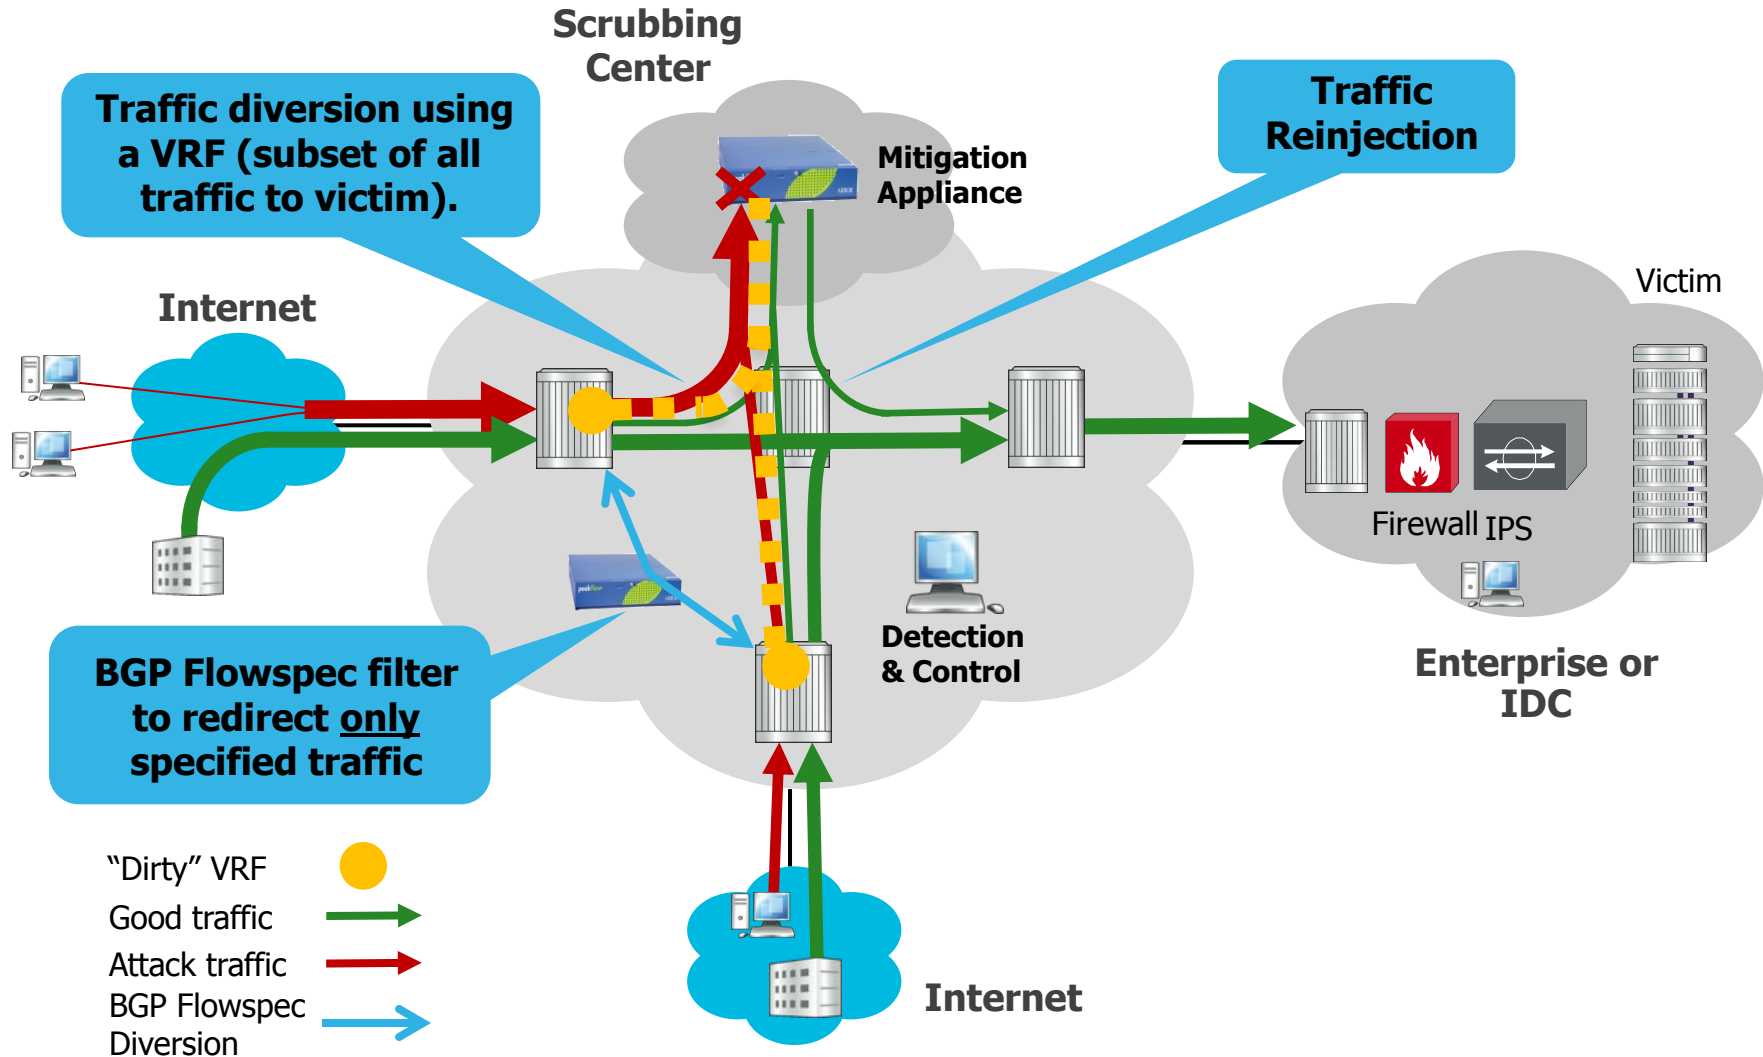 Scrubbing
Center
Traffic diversion using
a VRF (subset of all
traffic to victim).
Traffic
Reinjection
Mitigation
Appliance
Internet
Victim
Firewall
IPS
peakflow
Detection
& Control
BGP Flowspec filter
to redirect only
specified traffic
Enterprise or
IDC
“Dirty” VRF
Good traffic
Attack traffic
BGP Flowspec
Diversion
Internet